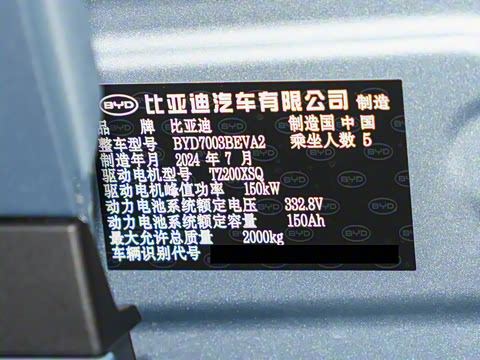 BYD 比亚迪汽车有限公司 制造
品 牌 比亚迪 制造国 中国
整车型号 BYD7003BEVA2 乘坐人数 5
制造年月 2024 年 7 月
驱动电机型号 TZ200XSQ
驱动电机峰值功率 150kW
动力电池系统额定电压 332.8V
动力电池系统额定容量 150Ah
最大允许总质量 2000kg
车辆识别代号